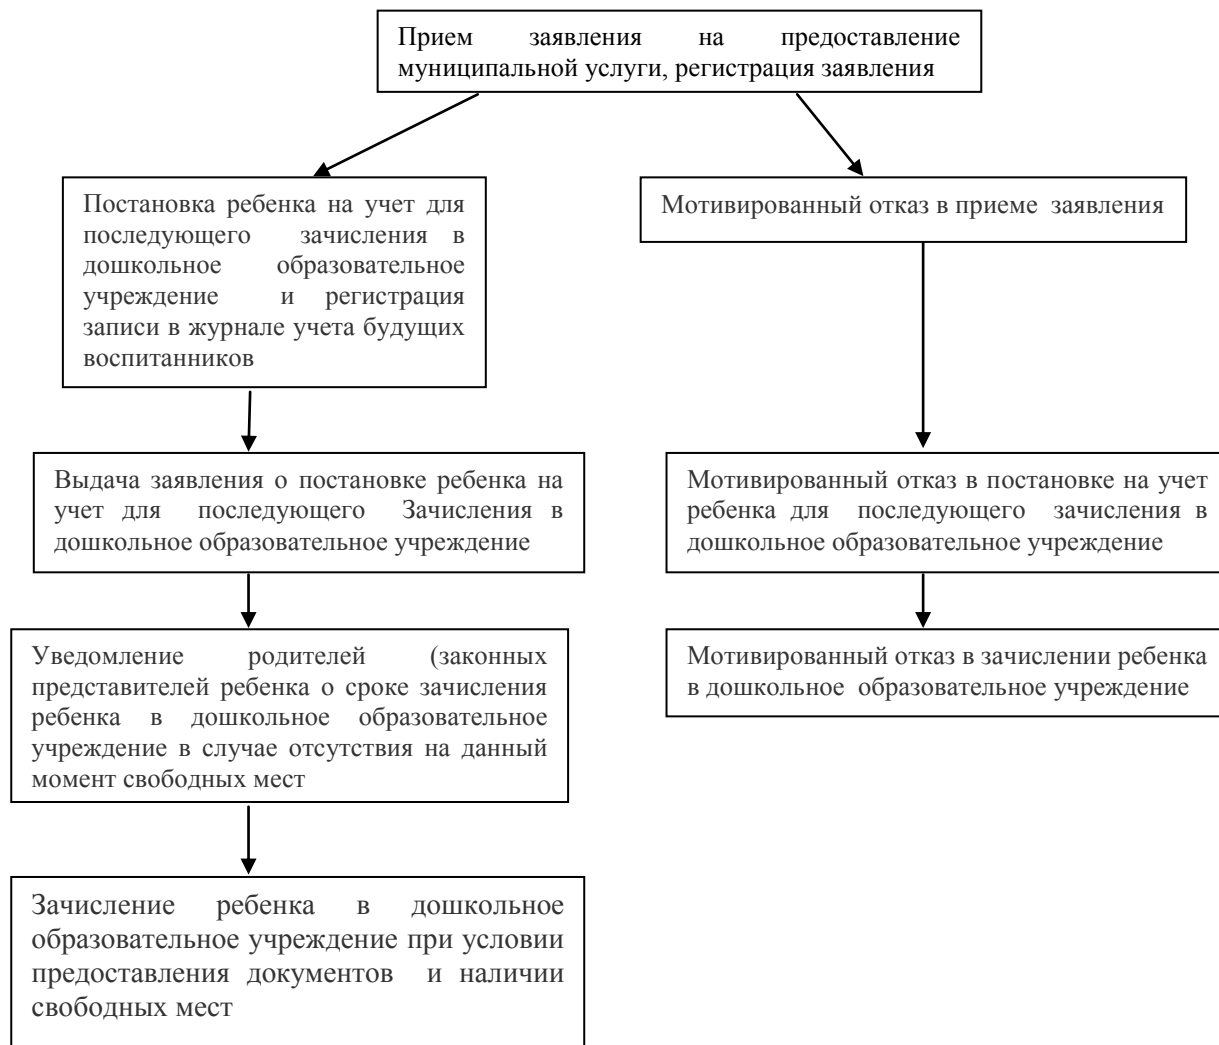 Прием заявления на предоставление
муниципальной услуги, регистрация заявления
Постановка ребенка на учет для
последующего зачисления в
дошкольное образовательное
учреждение и регистрация
записи в журнале учета будущих
воспитанников
Мотивированный отказ в приеме заявления
Выдача заявления о постановке ребенка на
учет для последующего Зачисления в
дошкольное образовательное учреждение
Мотивированный отказ в постановке на учет
ребенка для последующего зачисления в
дошкольное образовательное учреждение
Уведомление родителей (законных
представителей ребенка о сроке зачисления
ребенка в дошкольное образовательное
учреждение в случае отсутствия на данный
момент свободных мест
Мотивированный отказ в зачислении ребенка
в дошкольное образовательное учреждение
Зачисление ребенка в дошкольное
образовательное учреждение при условии
предоставления документов и наличии
свободных мест